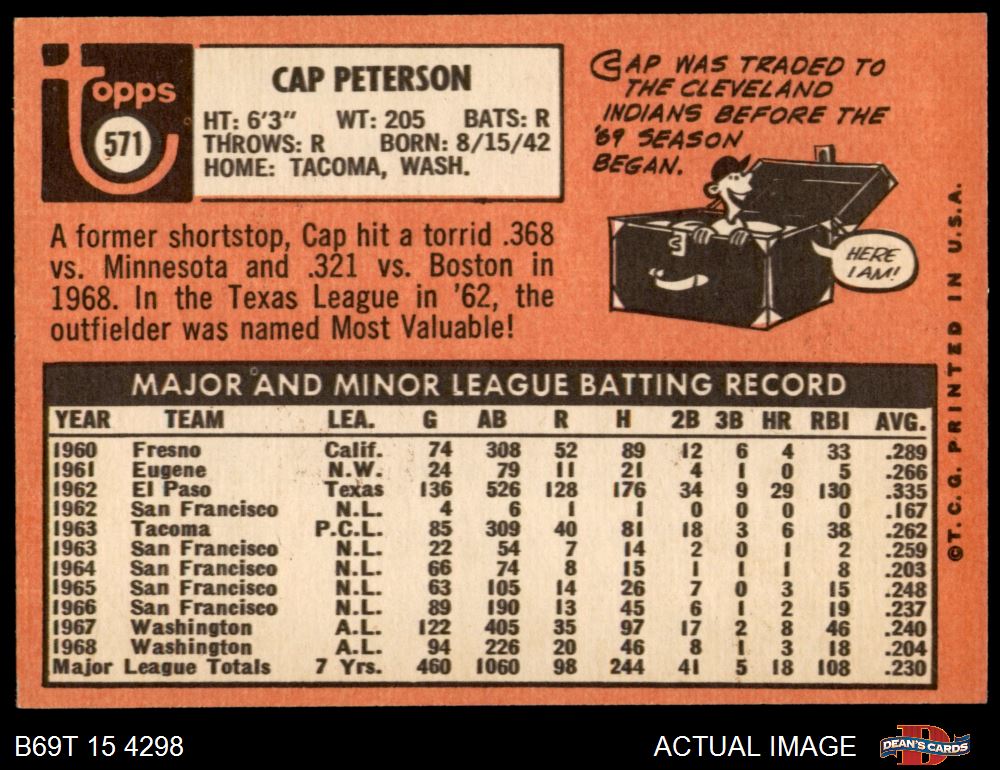 Topps
571
CAP PETERSON
HT: 6'3" WT: 205 BATS: R
THROWS: R BORN: 8/15/42
HOME: TACOMA, WASH.
CAP WAS TRADED TO
THE CLEVELAND
INDIANS BEFORE THE
'69 SEASON
BEGAN.
HERE
I AM!
A former shortstop, Cap hit a torrid .368
vs. Minnesota and .321 vs. Boston in
1968. In the Texas League in '62, the
outfielder was named Most Valuable!
MAJOR AND MINOR LEAGUE BATTING RECORD
YEAR TEAM LEA. G AB R H 2B 3B HR RBI AVG.
1960 Fresno Calif. 74 308 52 89 12 6 4 33 .289
1961 Eugene N.W. 24 79 11 21 4 1 0 5 .266
1962 El Paso Texas 136 526 128 176 34 9 29 130 .335
1962 San Francisco N.L. 4 6 1 1 0 0 0 0 .167
1963 Tacoma P.C.L. 85 309 40 81 18 3 6 38 .262
1963 San Francisco N.L. 22 54 7 14 2 0 1 2 .259
1964 San Francisco N.L. 66 74 8 15 1 1 1 8 .203
1965 San Francisco N.L. 63 105 14 26 7 0 3 15 .248
1966 San Francisco N.L. 89 190 13 45 6 1 2 19 .237
1967 Washington A.L. 122 405 35 97 17 2 8 46 .240
1968 Washington A.L. 94 226 20 46 8 1 3 18 .204
Major League Totals 7 Yrs. 460 1060 98 244 41 5 18 108 .230
©T.C.G. PRINTED IN U.S.A.
B69T 15 4298
ACTUAL IMAGE
D
DEAN'S CARDS